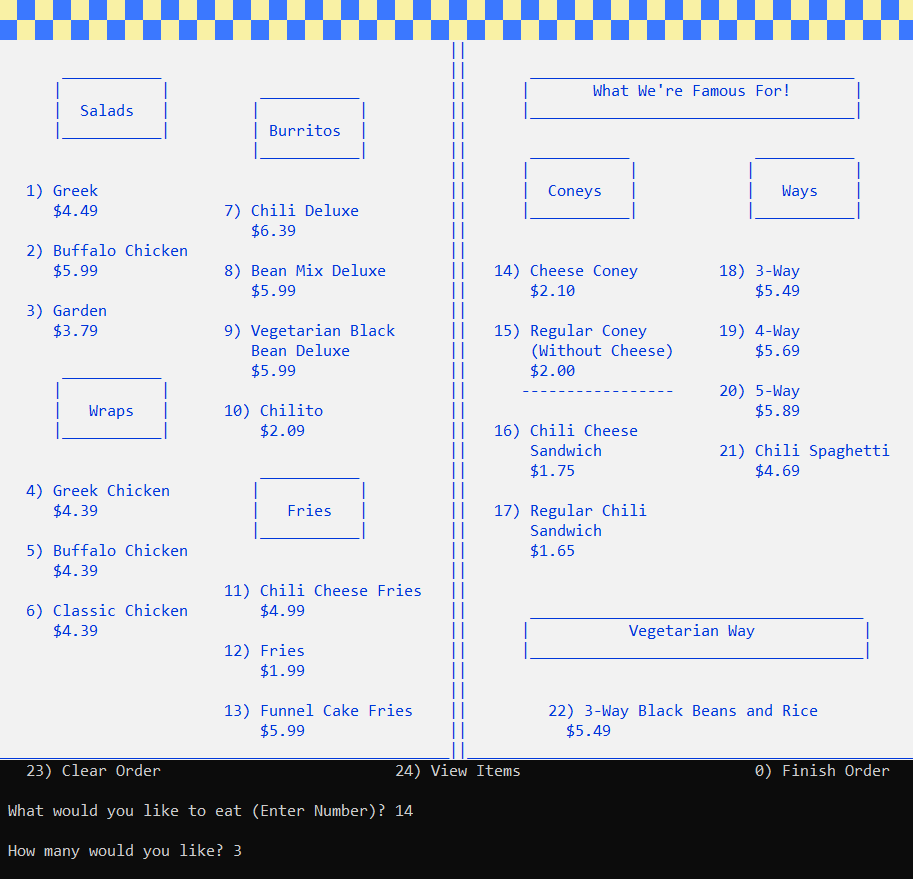 Salads
1) Greek
$4.49
2) Buffalo Chicken
$5.99
3) Garden
$3.79
Wraps
4) Greek Chicken
$4.39
5) Buffalo Chicken
$4.39
6) Classic Chicken
$4.39
Burritos
7) Chili Deluxe
$6.39
8) Bean Mix Deluxe
$5.99
9) Vegetarian Black
Bean Deluxe
$5.99
10) Chilito
$2.09
Fries
11) Chili Cheese Fries
$4.99
12) Fries
$1.99
13) Funnel Cake Fries
$5.99
What We're Famous For!
Coneys
14) Cheese Coney
$2.10
15) Regular Coney
(Without Cheese)
$2.00
-----------------
16) Chili Cheese
Sandwich
$1.75
17) Regular Chili
Sandwich
$1.65
Ways
18) 3-Way
$5.49
19) 4-Way
$5.69
20) 5-Way
$5.89
21) Chili Spaghetti
$4.69
Vegetarian Way
22) 3-Way Black Beans and Rice
$5.49
23) Clear Order 24) View Items 0) Finish Order
What would you like to eat (Enter Number)? 14
How many would you like? 3